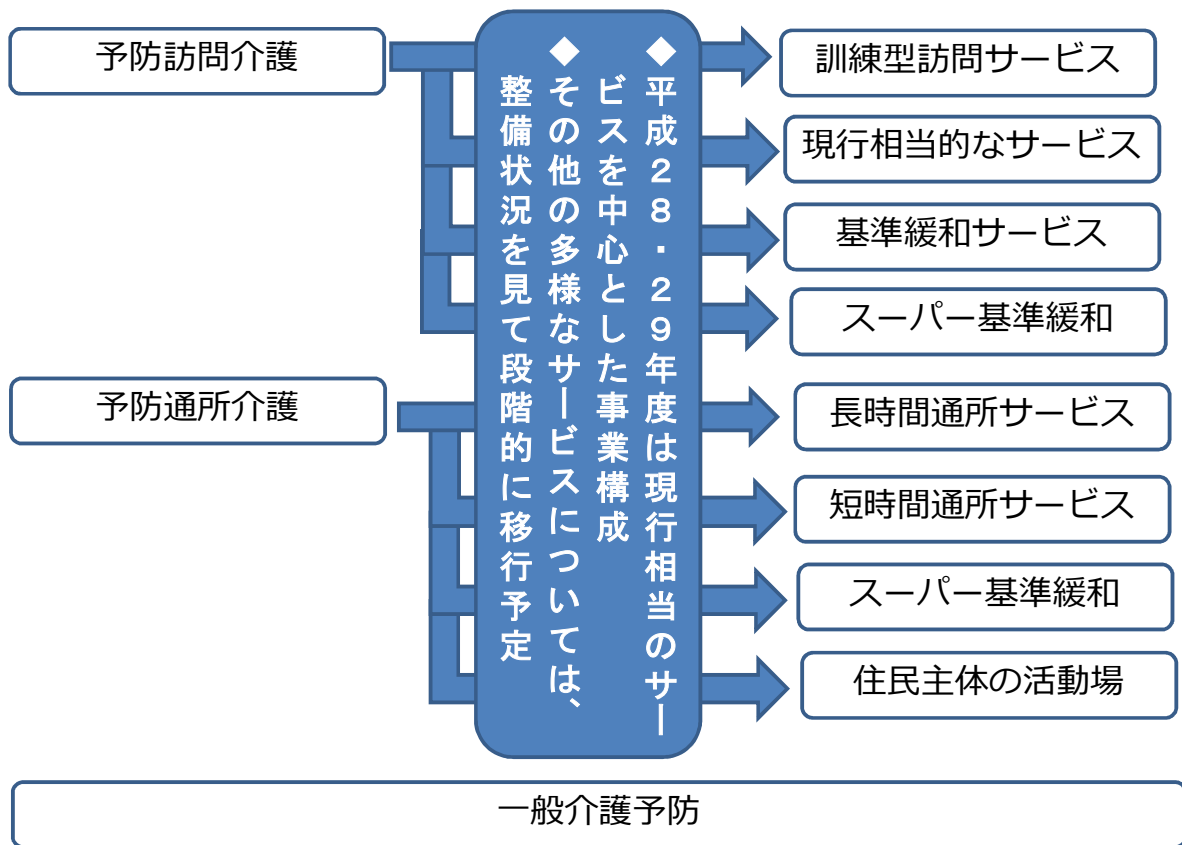 予防訪問介護
予防通所介護
◆平成２８・２９年度は現行相当のサー
ビスを中心とした事業構成
◆その他の多様なサービスについては、
整備状況を見て段階的に移行予定
訓練型訪問サービス
現行相当的なサービス
基準緩和サービス
スーパー基準緩和
長時間通所サービス
短時間通所サービス
スーパー基準緩和
住民主体の活動場
一般介護予防